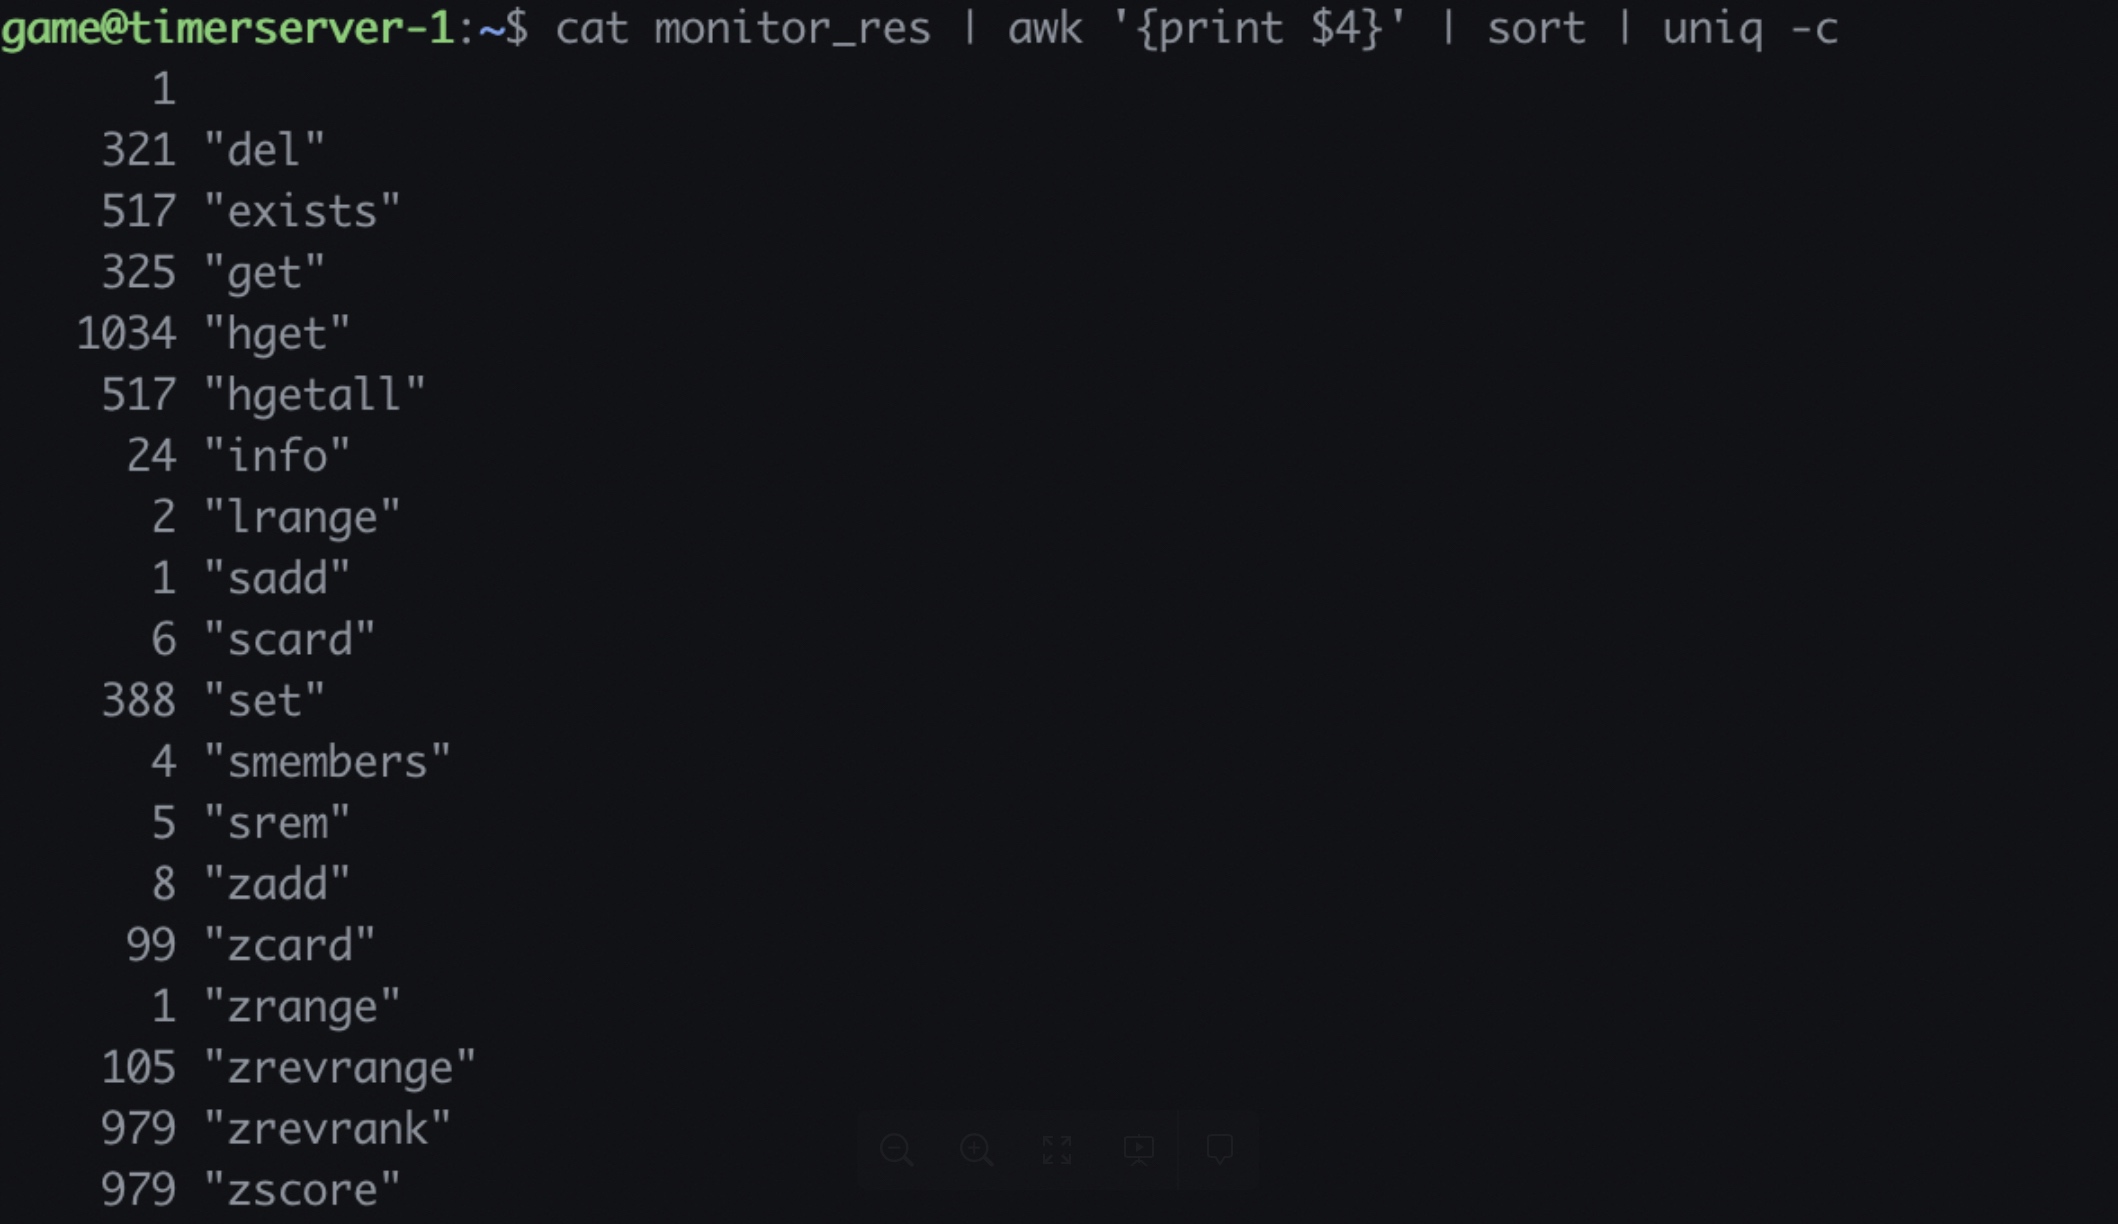 game@timerserver-1:~$ cat monitor_res | awk '{print $4}' | sort | uniq -c
1
321 "del"
517 "exists"
325 "get"
1034 "hget"
517 "hgetall"
24 "info"
2 "lrange"
1 "sadd"
6 "scard"
388 "set"
4 "smembers"
5 "srem"
8 "zadd"
99 "zcard"
1 "zrange"
105 "zrevrange"
979 "zrevrank"
979 "zscore"